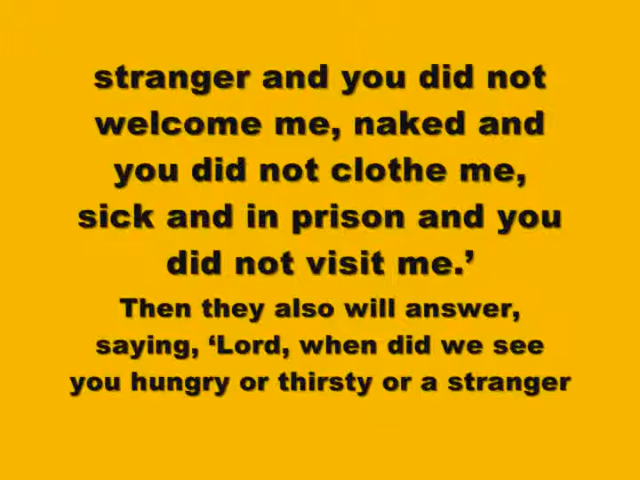 stranger and you did not
welcome me, naked and
you did not clothe me,
sick and in prison and you
did not visit me.’
Then they also will answer,
saying, ‘Lord, when did we see
you hungry or thirsty or a stranger